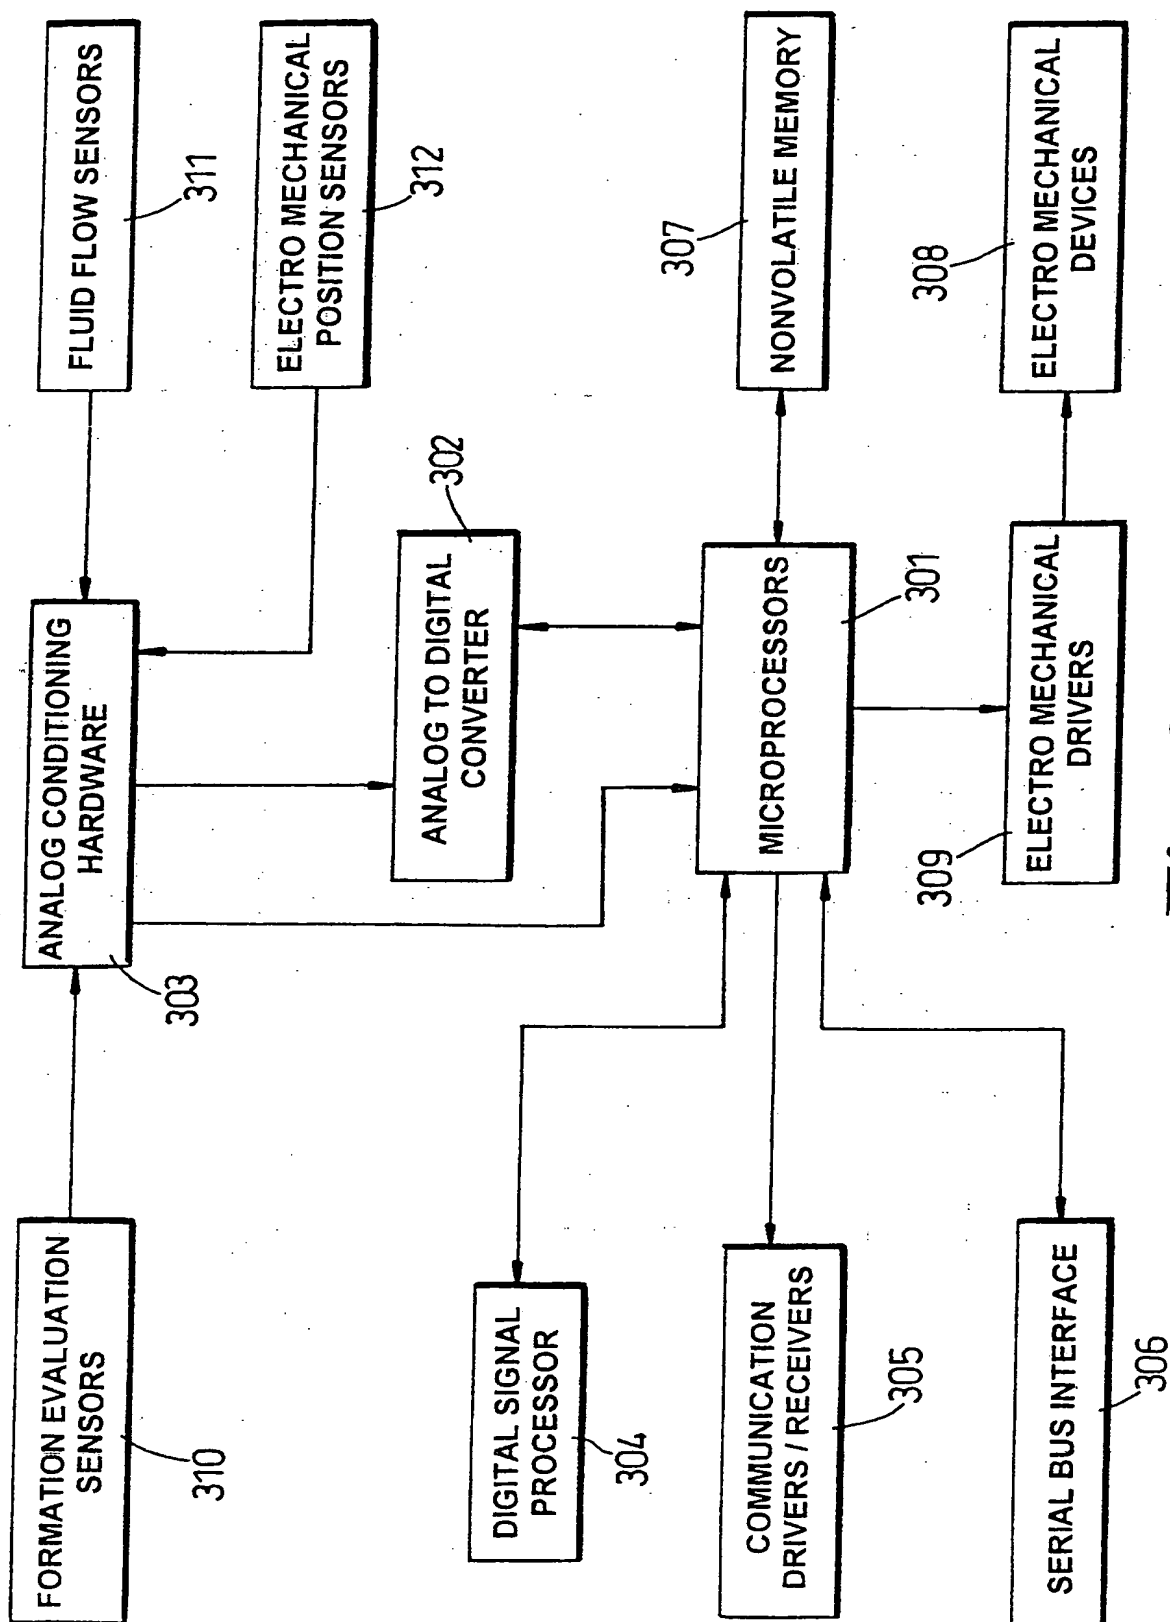 FORMATION EVALUATION
SENSORS
310
ANALOG CONDITIONING
HARDWARE
303
FLUID FLOW SENSORS
311
ELECTRO MECHANICAL
POSITION SENSORS
312
ANALOG TO DIGITAL
CONVERTER
302
DIGITAL SIGNAL
PROCESSOR
304
COMMUNICATION
DRIVERS / RECEIVERS
305
SERIAL BUS INTERFACE
306
MICROPROCESSORS
301
NONVOLATILE MEMORY
307
ELECTRO MECHANICAL
DRIVERS
309
ELECTRO MECHANICAL
DEVICES
308